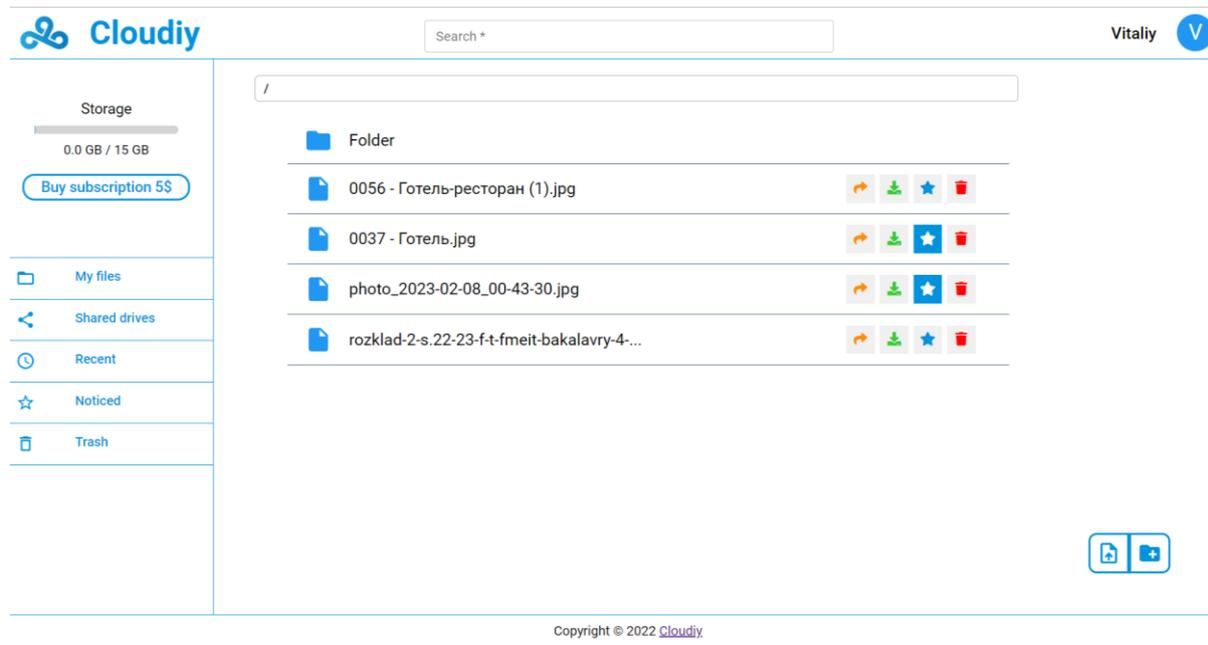 Cloudiy
Search *
Vitaliy
V
/
Storage
0.0 GB / 15 GB
Buy subscription 5$
My files
Shared drives
Recent
Noticed
Trash
Folder
0056 - Готель-ресторан (1).jpg
0037 - Готель.jpg
photo_2023-02-08_00-43-30.jpg
rozklad-2-s.22-23-f-t-fmeit-bakalavry-4-...
Copyright © 2022 Cloudiy